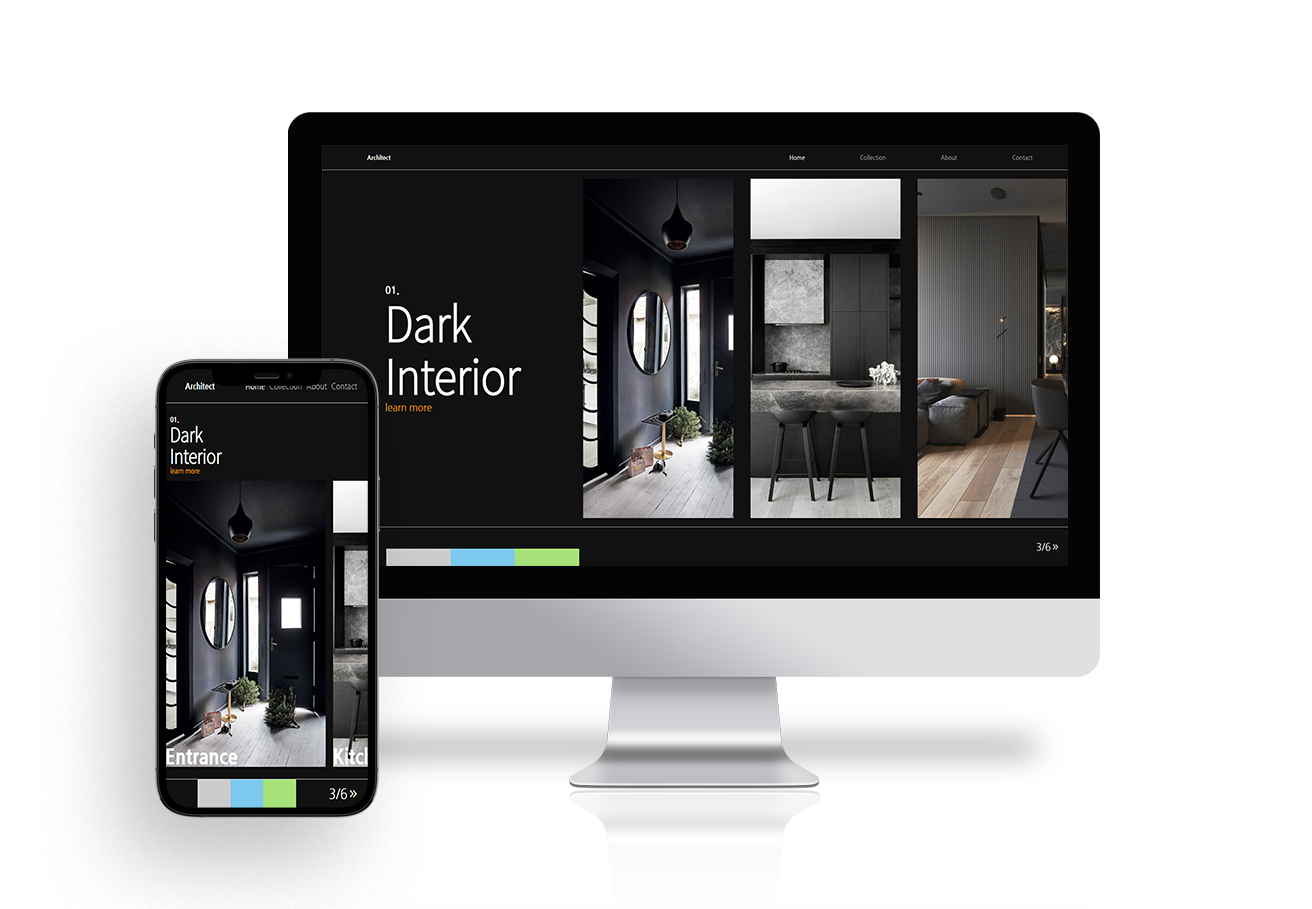 Architect
Home Collection About Contact
01.
Dark
Interior
learn more
3/6 »
Architect
Home Collection About Contact
01.
Dark
Interior
learn more
Entrance
Kitch
3/6 »